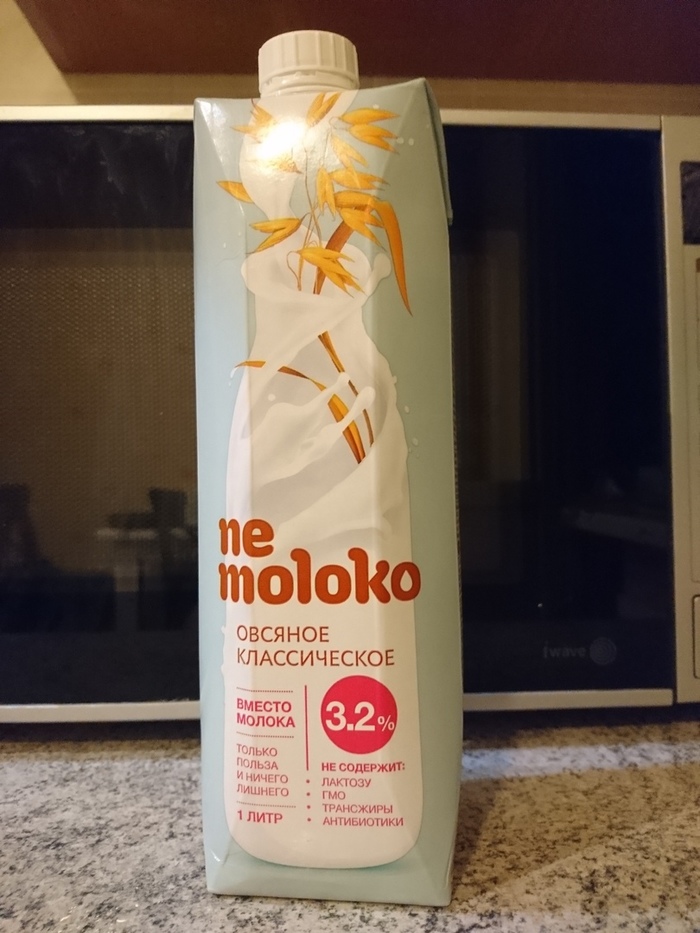 ne
moloko
ОВСЯНОЕ
КЛАССИЧЕСКОЕ
ВМЕСТО
МОЛОКА
ТОЛЬКО
ПОЛЬЗА
И НИЧЕГО
ЛИШНЕГО
1 ЛИТР
3.2%
НЕ СОДЕРЖИТ:
• ЛАКТОЗУ
• ГМО
• ТРАНСЖИРЫ
• АНТИБИОТИКИ
iwave